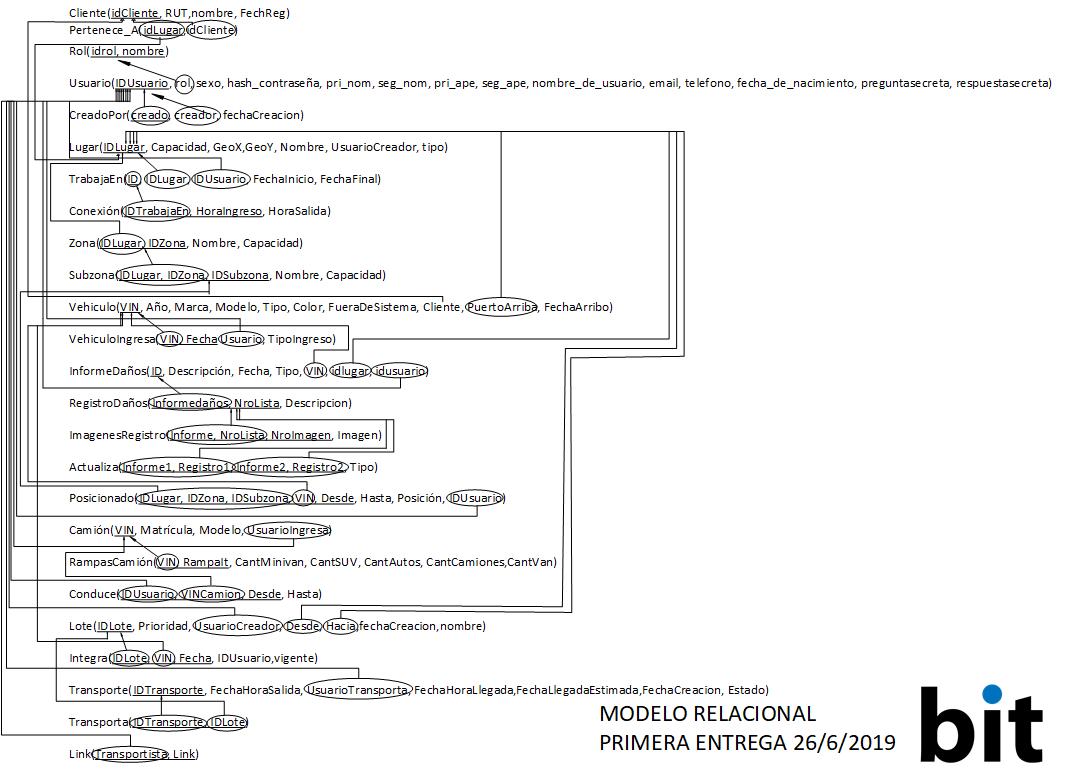 Cliente(idCliente, RUT,nombre, FechReg)
Pertenece_A(idLugar,idCliente)
Rol(idrol, nombre)
Usuario(IDUsuario, rol,sexo, hash_contraseña, pri_nom, seg_nom, pri_ape, seg_ape, nombre_de_usuario, email, telefono, fecha_de_nacimiento, preguntasecreta, respuestasecreta)
CreadoPor(creado, creador, fechaCreacion)
Lugar(IDLugar, Capacidad, GeoX,GeoY, Nombre, UsuarioCreador, tipo)
TrabajaEn(ID, IDLugar, IDUsuario, FechaInicio, FechaFinal)
Conexión(IDTrabajaEn, HoraIngreso, HoraSalida)
Zona(IDLugar, IDZona, Nombre, Capacidad)
Subzona(IDLugar, IDZona, IDSubzona, Nombre, Capacidad)
Vehiculo(VIN, Año, Marca, Modelo, Tipo, Color, FueraDeSistema, Cliente, PuertoArriba, FechaArribo)
VehiculoIngresa(VIN, Fecha, Usuario, TipoIngreso)
InformeDaños(ID, Descripción, Fecha, Tipo, VIN, idlugar, idusuario)
RegistroDaños(Informedaños, NroLista, Descripcion)
ImagenesRegistro(Informe, NroLista, NroImagen, Imagen)
Actualiza(Informe1, Registro1, Informe2, Registro2, Tipo)
Posicionado(IDLugar, IDZona, IDSubzona, VIN, Desde, Hasta, Posición, IDUsuario)
Camión(VIN, Matrícula, Modelo, UsuarioIngresa)
RampasCamión(VIN, RampaIt, CantMinivan, CantSUV, CantAutos, CantCamiones,CantVan)
Conduce(IDUsuario, VINCamion, Desde, Hasta)
Lote(IDLote, Prioridad, UsuarioCreador, Desde, Hacia,fechaCreacion,nombre)
Integra(IDLote, VIN, Fecha, IDUsuario,vigente)
Transporte(IDTransporte, FechaHoraSalida, UsuarioTransporta, FechaHoraLlegada,FechaLlegadaEstimada,FechaCreacion, Estado)
Transporta(IDTransporte, IDLote)
Link(Transportista, Link)
MODELO RELACIONAL
PRIMERA ENTREGA 26/6/2019
bit